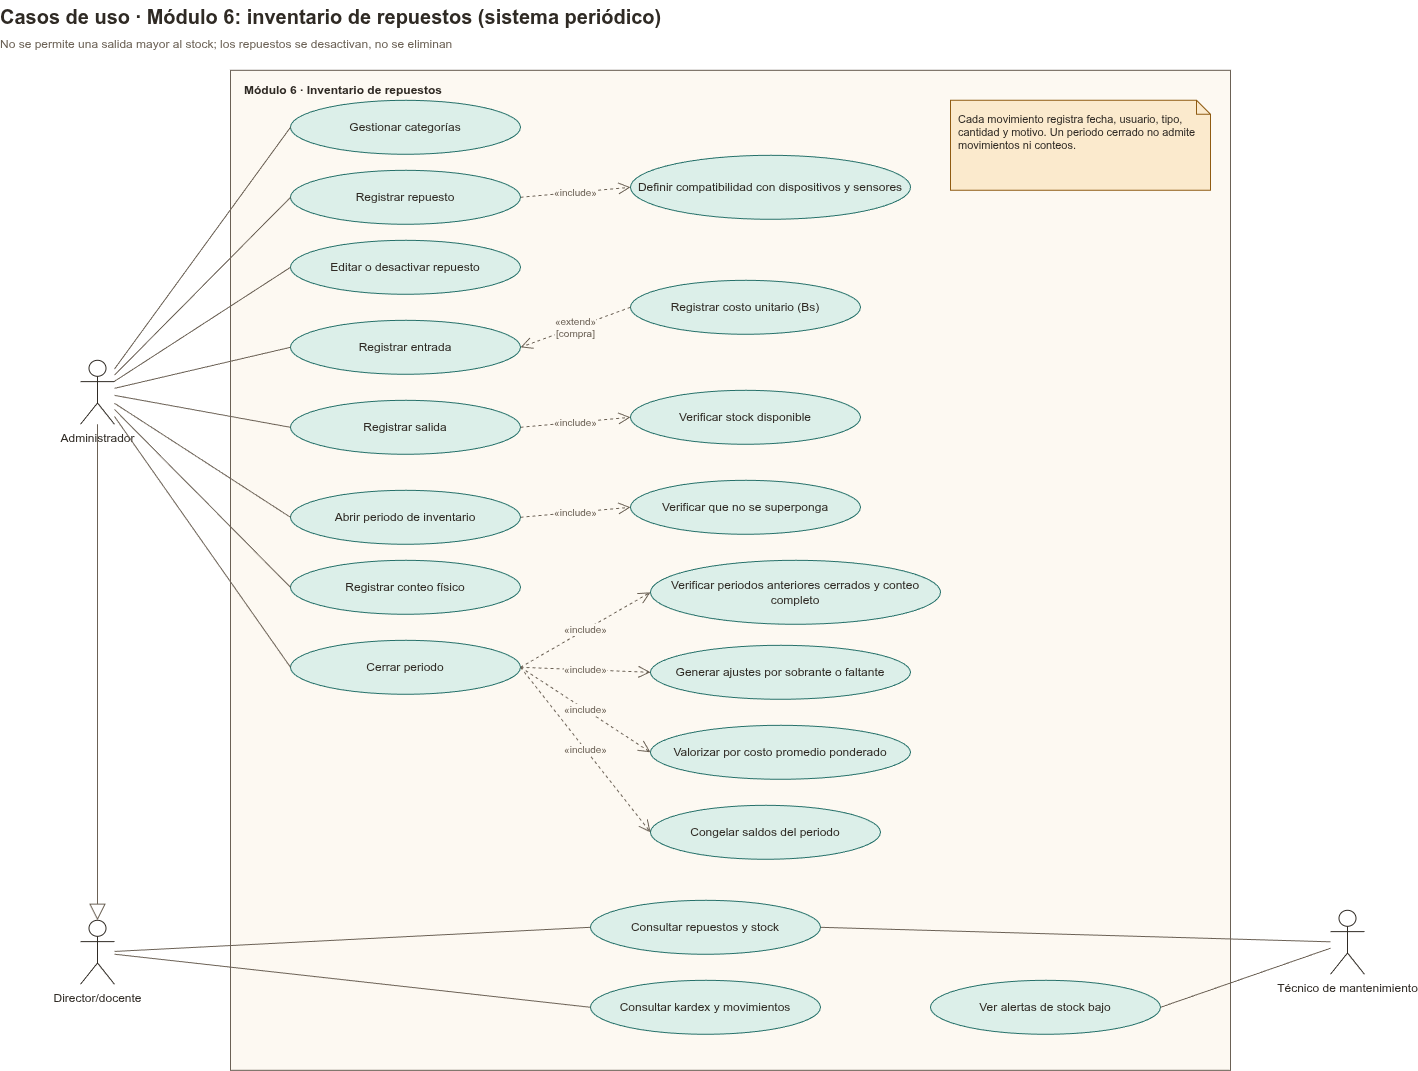 Casos de uso · Módulo 6: inventario de repuestos (sistema periódico)
No se permite una salida mayor al stock; los repuestos se desactivan, no se eliminan
Módulo 6 · Inventario de repuestos
Cada movimiento registra fecha, usuario, tipo,
cantidad y motivo. Un periodo cerrado no admite
movimientos ni conteos.
Gestionar categorías
Registrar repuesto
«include»
Definir compatibilidad con dispositivos y sensores
Editar o desactivar repuesto
Registrar costo unitario (Bs)
«extend»
[compra]
Registrar entrada
Registrar salida
«include»
Verificar stock disponible
Administrador
Abrir periodo de inventario
«include»
Verificar que no se superponga
Registrar conteo físico
Verificar periodos anteriores cerrados y conteo
completo
«include»
Cerrar periodo
«include»
Generar ajustes por sobrante o faltante
«include»
Valorizar por costo promedio ponderado
«include»
Congelar saldos del periodo
Consultar repuestos y stock
Director/docente
Técnico de mantenimiento
Consultar kardex y movimientos
Ver alertas de stock bajo